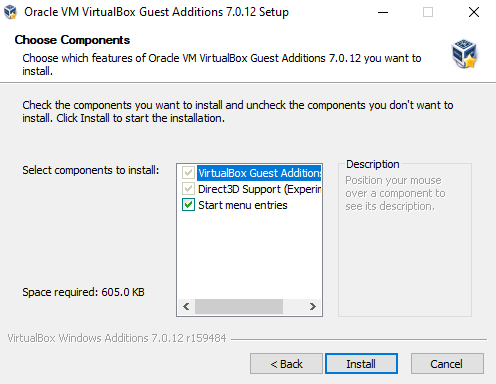 Oracle VM VirtualBox Guest Additions 7.0.12 Setup
Choose Components
Choose which features of Oracle VM VirtualBox Guest Additions 7.0.12 you want to
install.
Check the components you want to install and uncheck the components you don't want to
install. Click Install to start the installation.
Select components to install:
VirtualBox Guest Additions
Direct3D Support (Experim
Start menu entries
Description
Position your mouse
over a component to
see its description.
Space required: 605.0 KB
VirtualBox Windows Additions 7.0.12 r159484
< Back
Install
Cancel